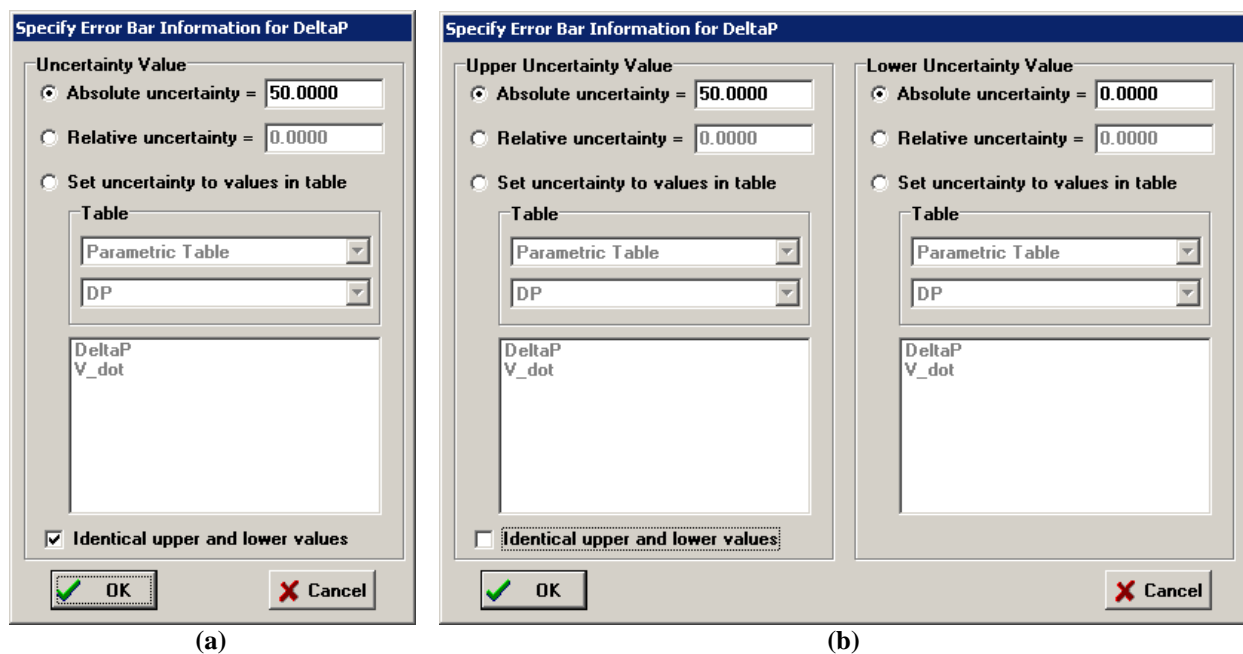 Specify Error Bar Information for DeltaP
Uncertainty Value
Absolute uncertainty = 50.0000
Relative uncertainty = 0.0000
Set uncertainty to values in table
Table
Parametric Table
DP
DeltaP
V_dot
Identical upper and lower values
OK
Cancel
(a)
Specify Error Bar Information for DeltaP
Upper Uncertainty Value
Absolute uncertainty = 50.0000
Relative uncertainty = 0.0000
Set uncertainty to values in table
Table
Parametric Table
DP
DeltaP
V_dot
Identical upper and lower values
OK
Lower Uncertainty Value
Absolute uncertainty = 0.0000
Relative uncertainty = 0.0000
Set uncertainty to values in table
Table
Parametric Table
DP
DeltaP
V_dot
Cancel
(b)